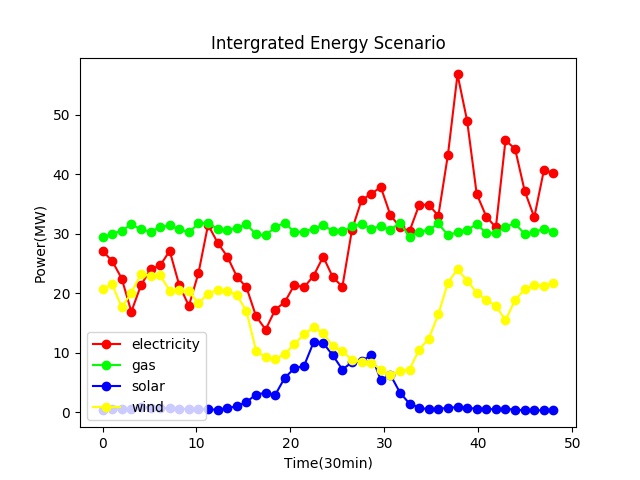 Intergrated Energy Scenario
Power(MW)
50
40
30
20
10
0
electricity
gas
solar
wind
0 10 20 30 40 50
Time(30min)